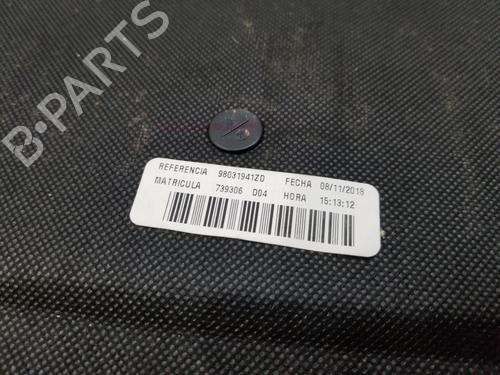 B-PARTS
REFERENCIA 98031941ZD FECHA 08/11/2018
MATRICULA 739306 D04 HORA 15:13:12